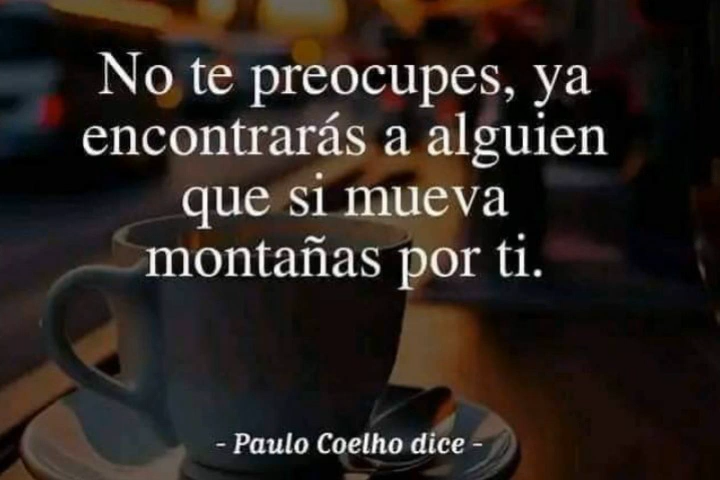 No te preocupes, ya
encontrarás a alguien
que si mueva
montañas por ti.
- Paulo Coelho dice -